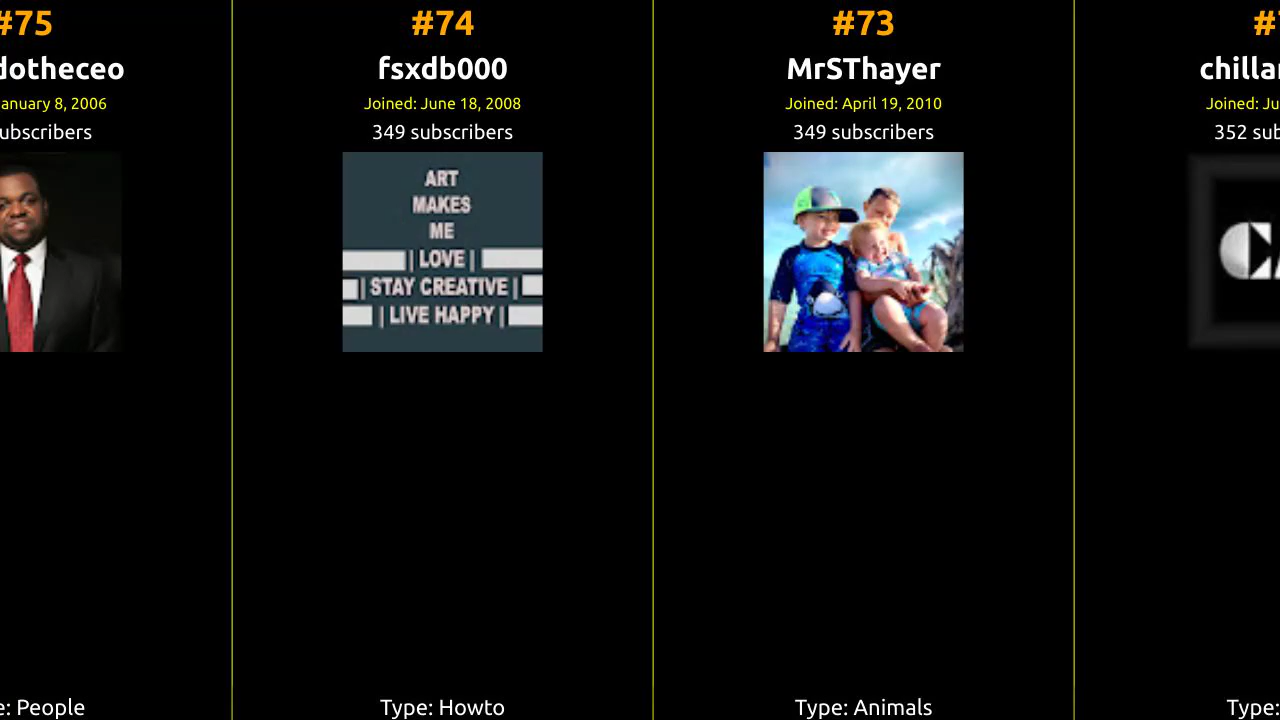 #75
dotheceo
anuary 8, 2006
ubscribers
e: People
#74
fsxdb000
Joined: June 18, 2008
349 subscribers
ART
MAKES
ME
| LOVE |
| STAY CREATIVE |
| LIVE HAPPY |
Type: Howto
#73
MrSThayer
Joined: April 19, 2010
349 subscribers
Type: Animals
chilla
Joined: Ju
352 sub
Type: